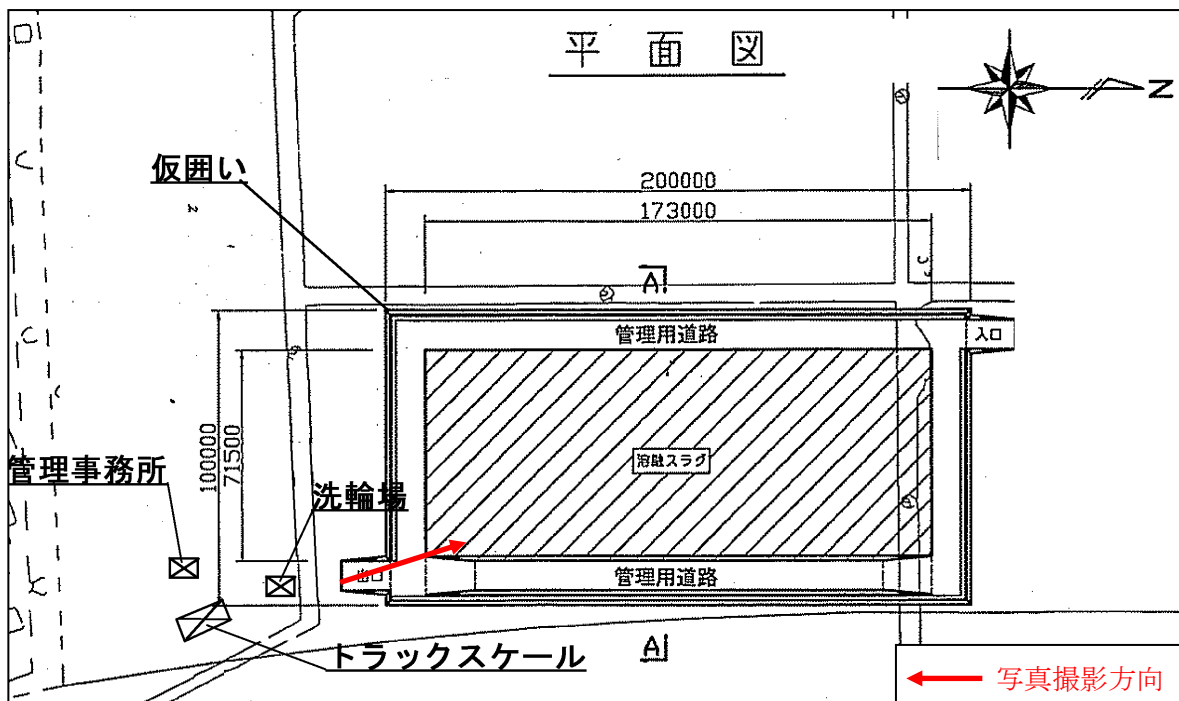 平面図
N
仮囲い
200000
173000
A
管理用道路
入口
100000
71500
溶融スラグ
管理事務所
洗輪場
出口
管理用道路
トラックスケール
A
写真撮影方向